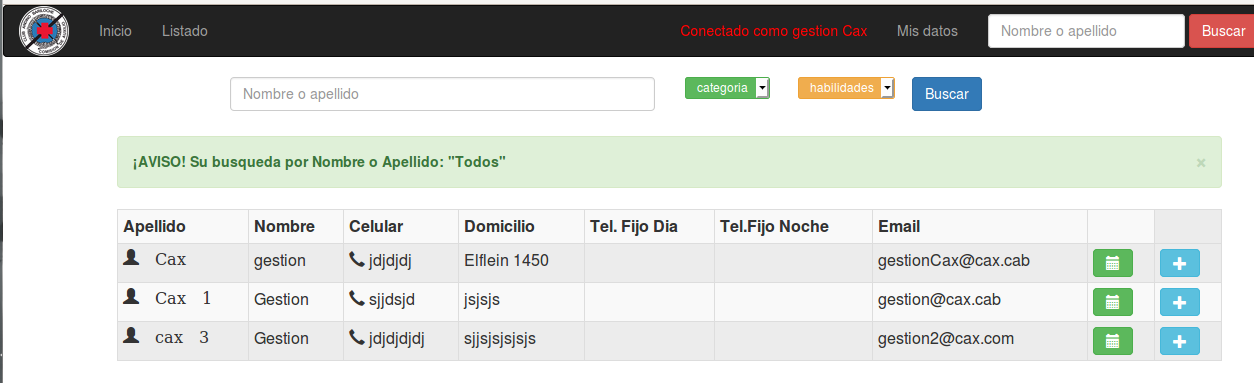 Inicio Listado Conectado como gestion Cax Mis datos Nombre o apellido Buscar
Nombre o apellido categoria habilidades Buscar
¡AVISO! Su busqueda por Nombre o Apellido: "Todos" ×
Apellido Nombre Celular Domicilio Tel. Fijo Dia Tel.Fijo Noche Email
Cax gestion jdjdjdj Elflein 1450 gestionCax@cax.cab
Cax 1 Gestion sjjdsjd jsjsjs gestion@cax.cab
cax 3 Gestion jdjdjdjdj sjjsjsjsjsjs gestion2@cax.com